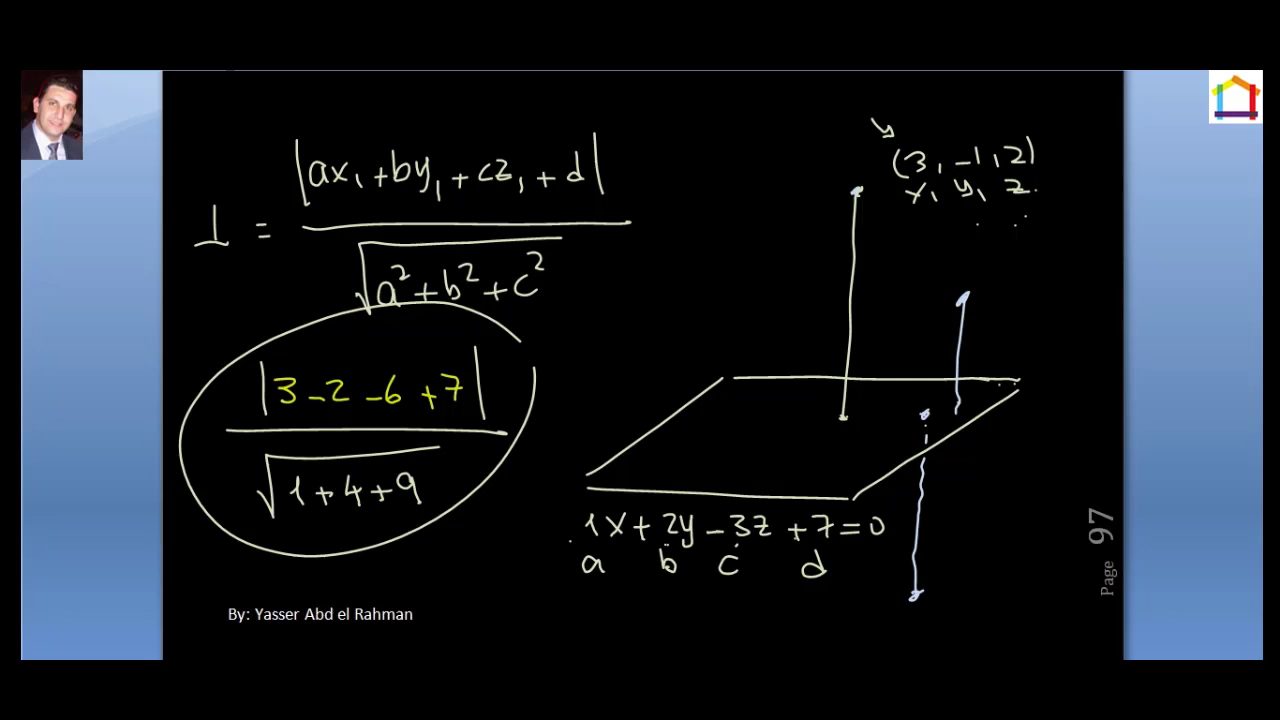 ⊥ = |ax₁ + by₁ + cz₁ + d| / √(a² + b² + c²)
(3, -1, 2)
x₁ y₁ z
|3 - 2 - 6 + 7| / √(1 + 4 + 9)
1x + 2y - 3z + 7 = 0
a b c d
By: Yasser Abd el Rahman
Page 97